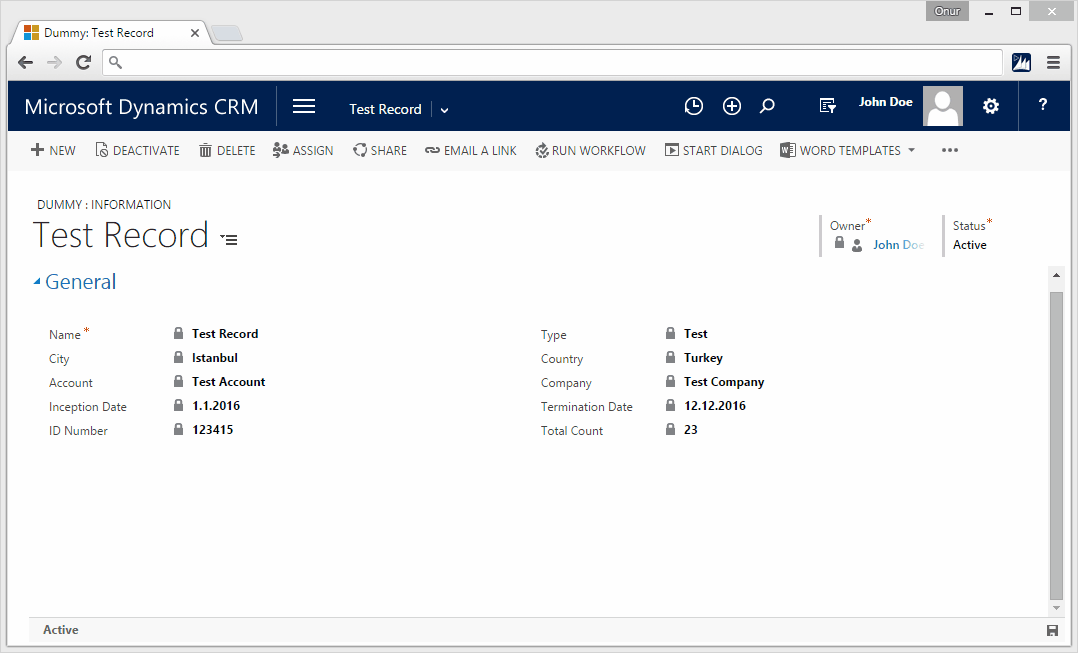 Onur
Dummy: Test Record
Microsoft Dynamics CRM Test Record John Doe ?
NEW DEACTIVATE DELETE ASSIGN SHARE EMAIL A LINK RUN WORKFLOW START DIALOG WORD TEMPLATES
DUMMY : INFORMATION
Test Record
Owner* Status*
John Doe Active
General
Name* Test Record Type Test
City Istanbul Country Turkey
Account Test Account Company Test Company
Inception Date 1.1.2016 Termination Date 12.12.2016
ID Number 123415 Total Count 23
Active